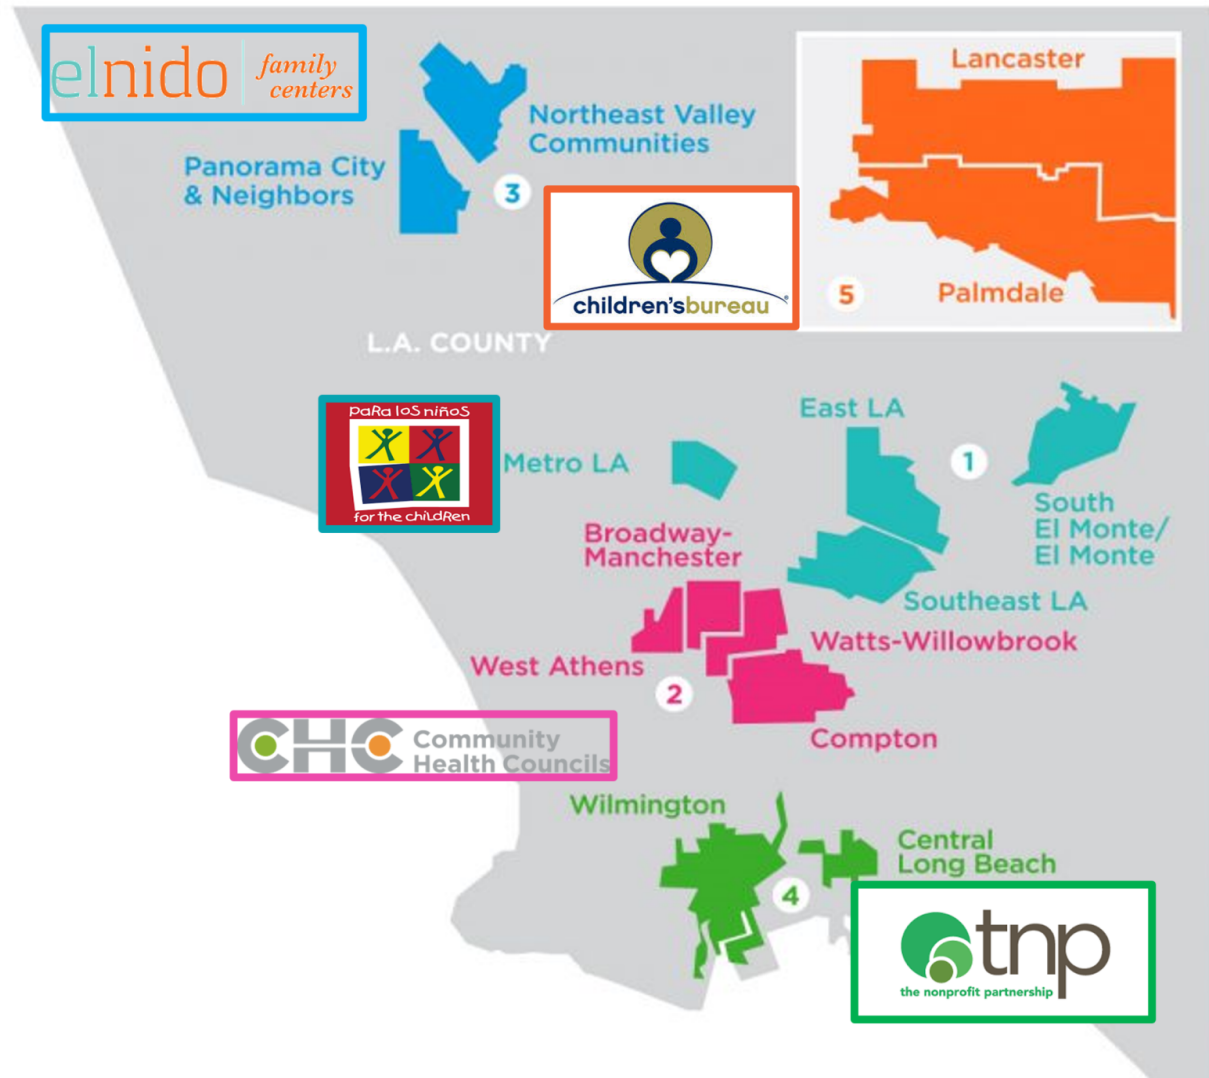 elnido
family
centers
Northeast Valley
Communities
Panorama City
& Neighbors
3
children'sbureau®
Lancaster
5
Palmdale
L.A. COUNTY
paRa loS niñoS
for the chiLdRen
Metro LA
East LA
1
South
El Monte/
El Monte
Southeast LA
Broadway-
Manchester
West Athens
2
Watts-Willowbrook
Compton
CHC
Community
Health Councils
Wilmington
4
Central
Long Beach
tnp
the nonprofit partnership